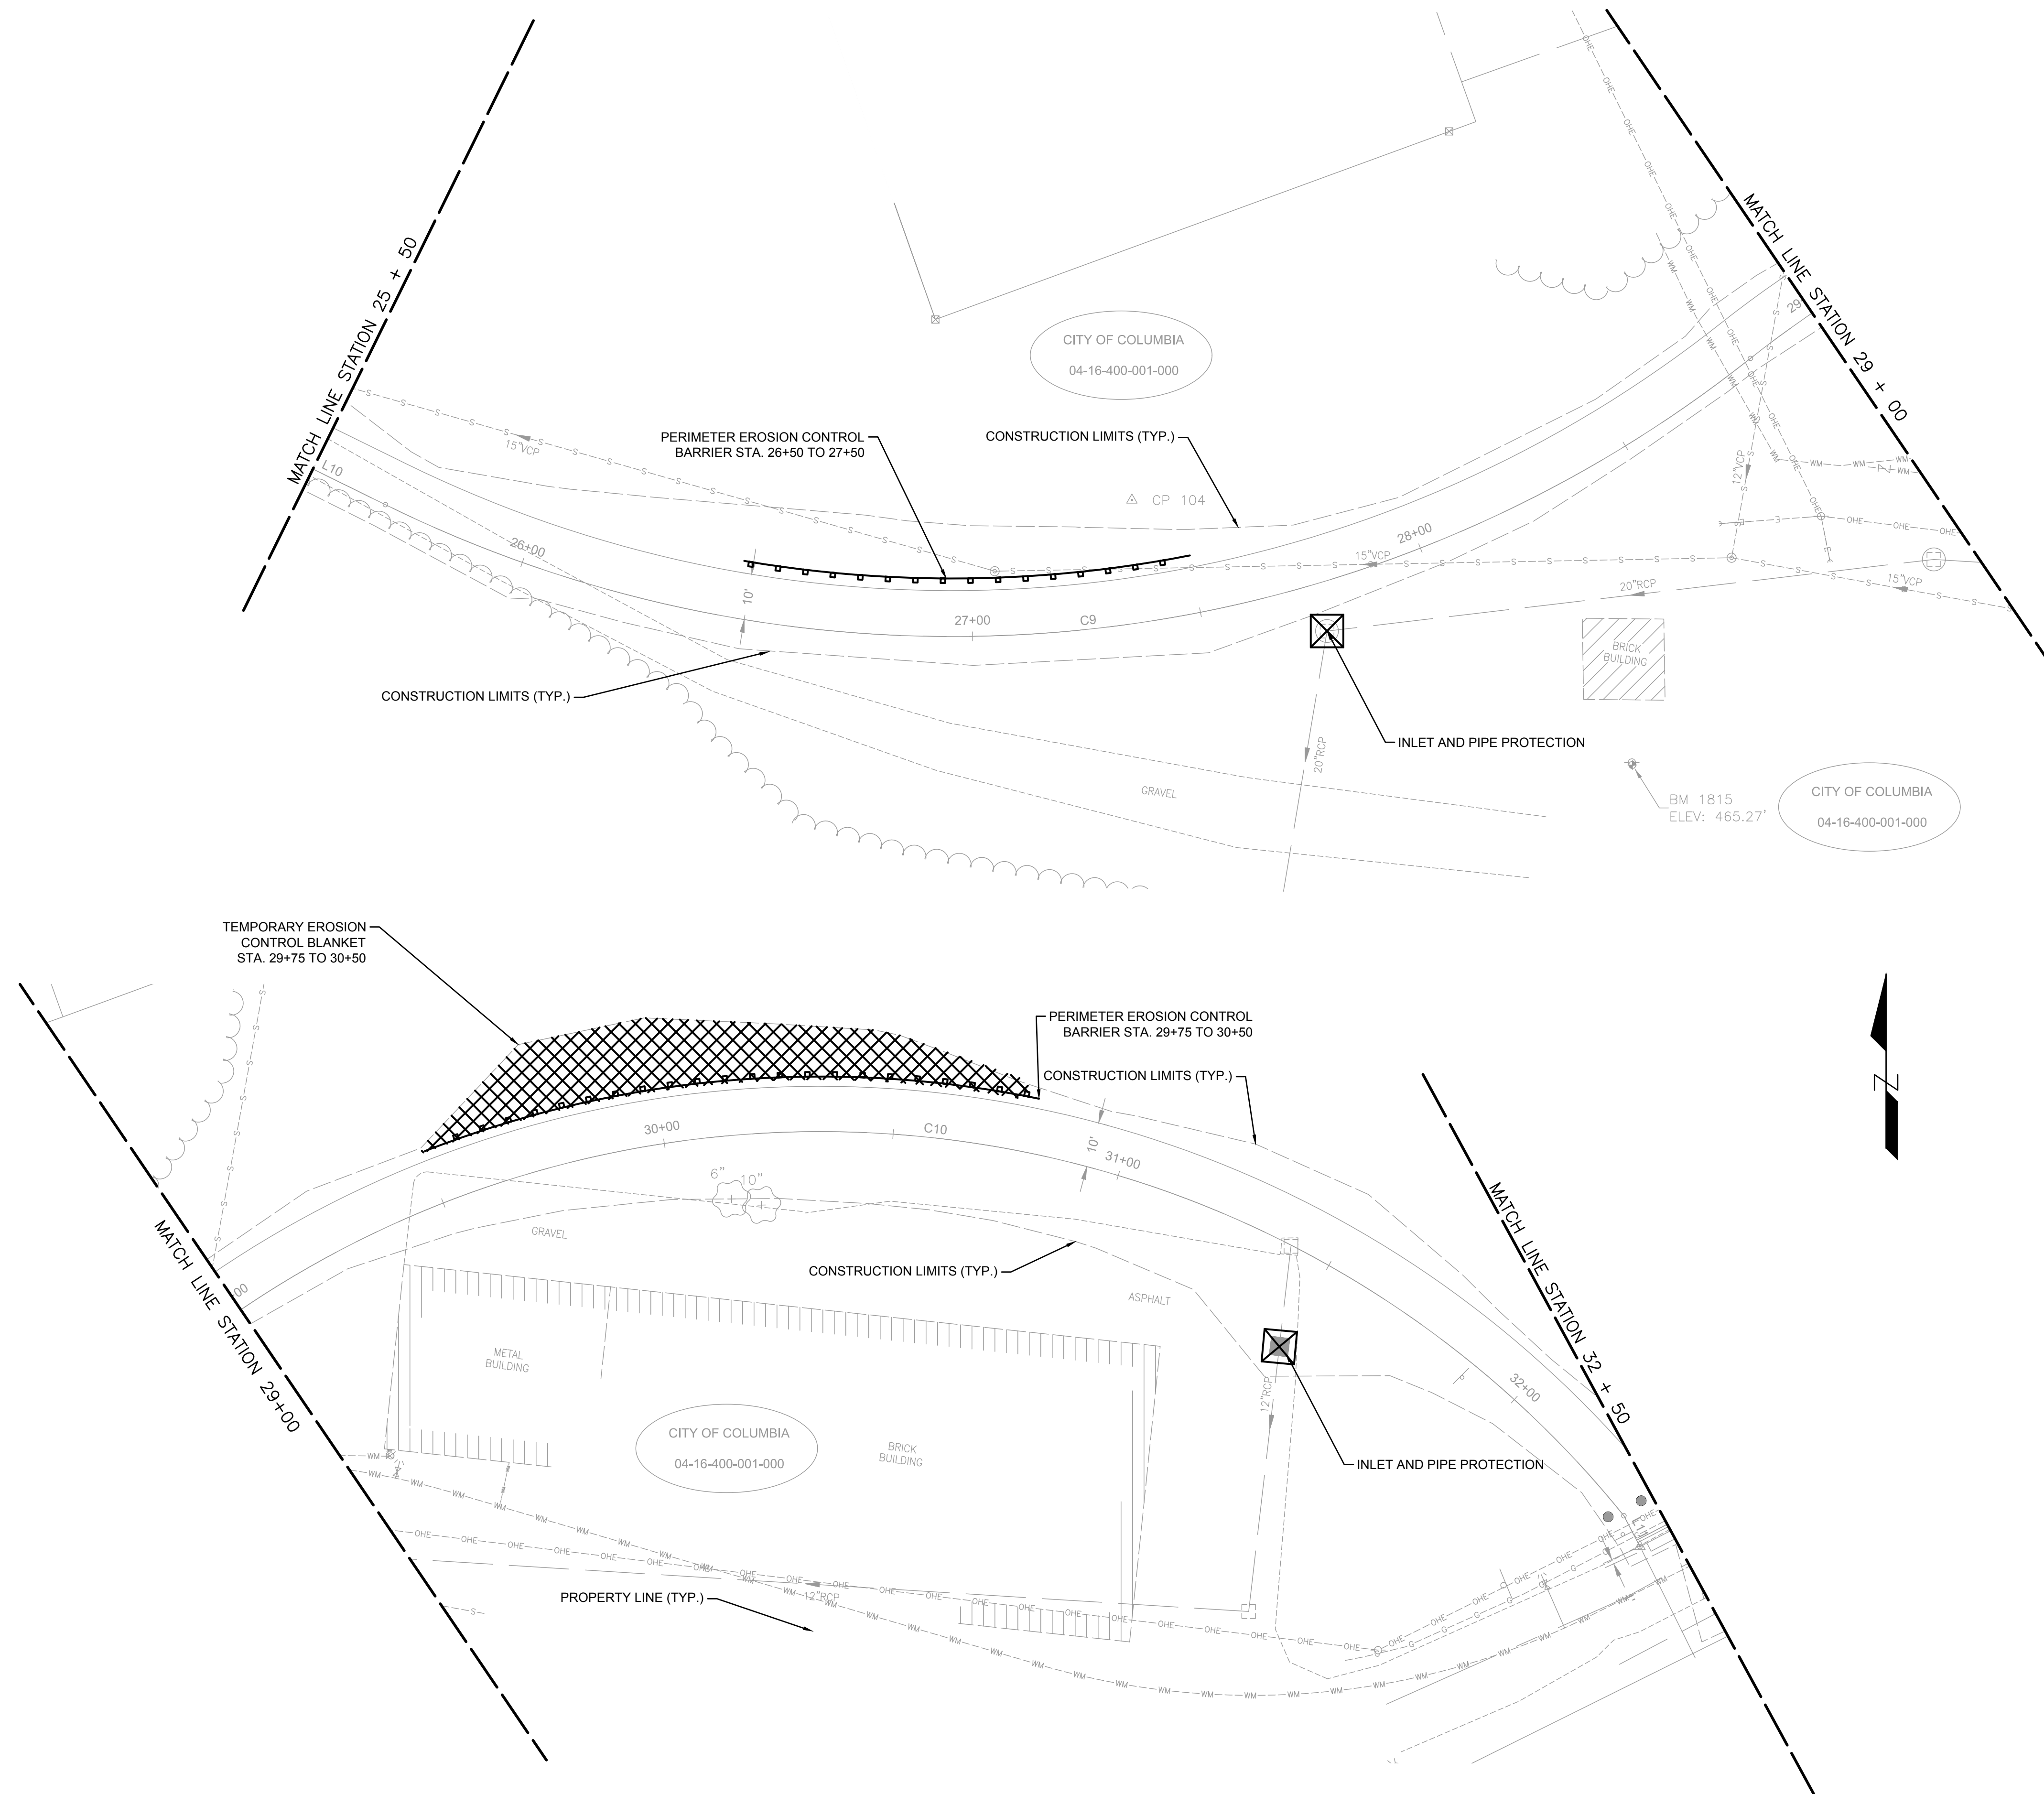 MATCH LINE STATION 25 + 50
MATCH LINE STATION 29 + 00
CITY OF COLUMBIA
04-16-400-001-000
PERIMETER EROSION CONTROL
BARRIER STA. 26+50 TO 27+50
CONSTRUCTION LIMITS (TYP.)
CP 104
15"VCP
L10
26+00
10'
27+00
C9
28+00
29
15"VCP
12"VCP
15"VCP
20"RCP
BRICK
BUILDING
CONSTRUCTION LIMITS (TYP.)
INLET AND PIPE PROTECTION
20"RCP
GRAVEL
BM 1815
ELEV: 465.27'
CITY OF COLUMBIA
04-16-400-001-000
TEMPORARY EROSION
CONTROL BLANKET
STA. 29+75 TO 30+50
PERIMETER EROSION CONTROL
BARRIER STA. 29+75 TO 30+50
CONSTRUCTION LIMITS (TYP.)
N
30+00
C10
10'
31+00
6"
10"
GRAVEL
CONSTRUCTION LIMITS (TYP.)
ASPHALT
MATCH LINE STATION 29+00
00
MATCH LINE STATION 32 + 50
METAL
BUILDING
12"RCP
32+00
CITY OF COLUMBIA
04-16-400-001-000
BRICK
BUILDING
INLET AND PIPE PROTECTION
PROPERTY LINE (TYP.)
12"RCP
OHE
WM
S
G
E